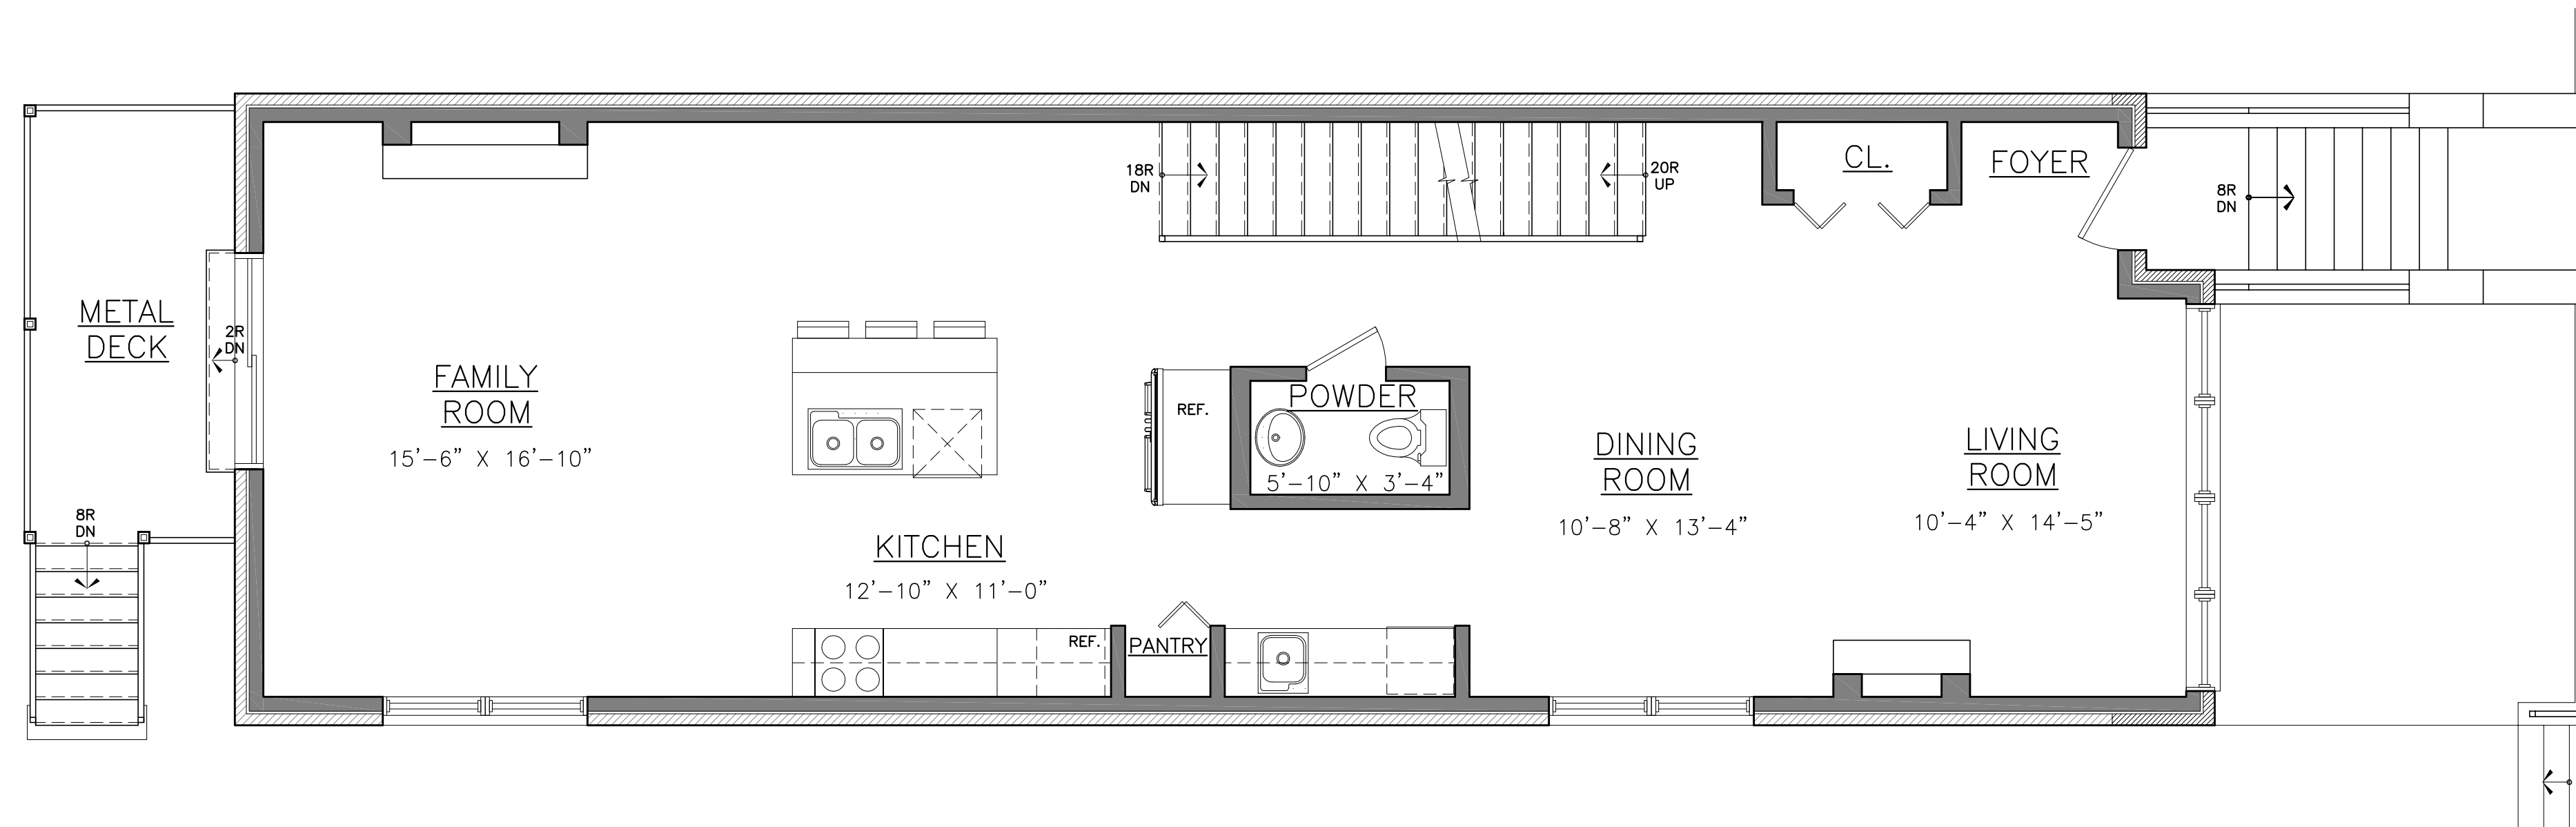 METAL
DECK
2R
DN
8R
DN
FAMILY
ROOM
15'-6" X 16'-10"
KITCHEN
12'-10" X 11'-0"
REF.
PANTRY
REF.
POWDER
5'-10" X 3'-4"
18R
DN
20R
UP
CL.
FOYER
DINING
ROOM
10'-8" X 13'-4"
LIVING
ROOM
10'-4" X 14'-5"
8R
DN